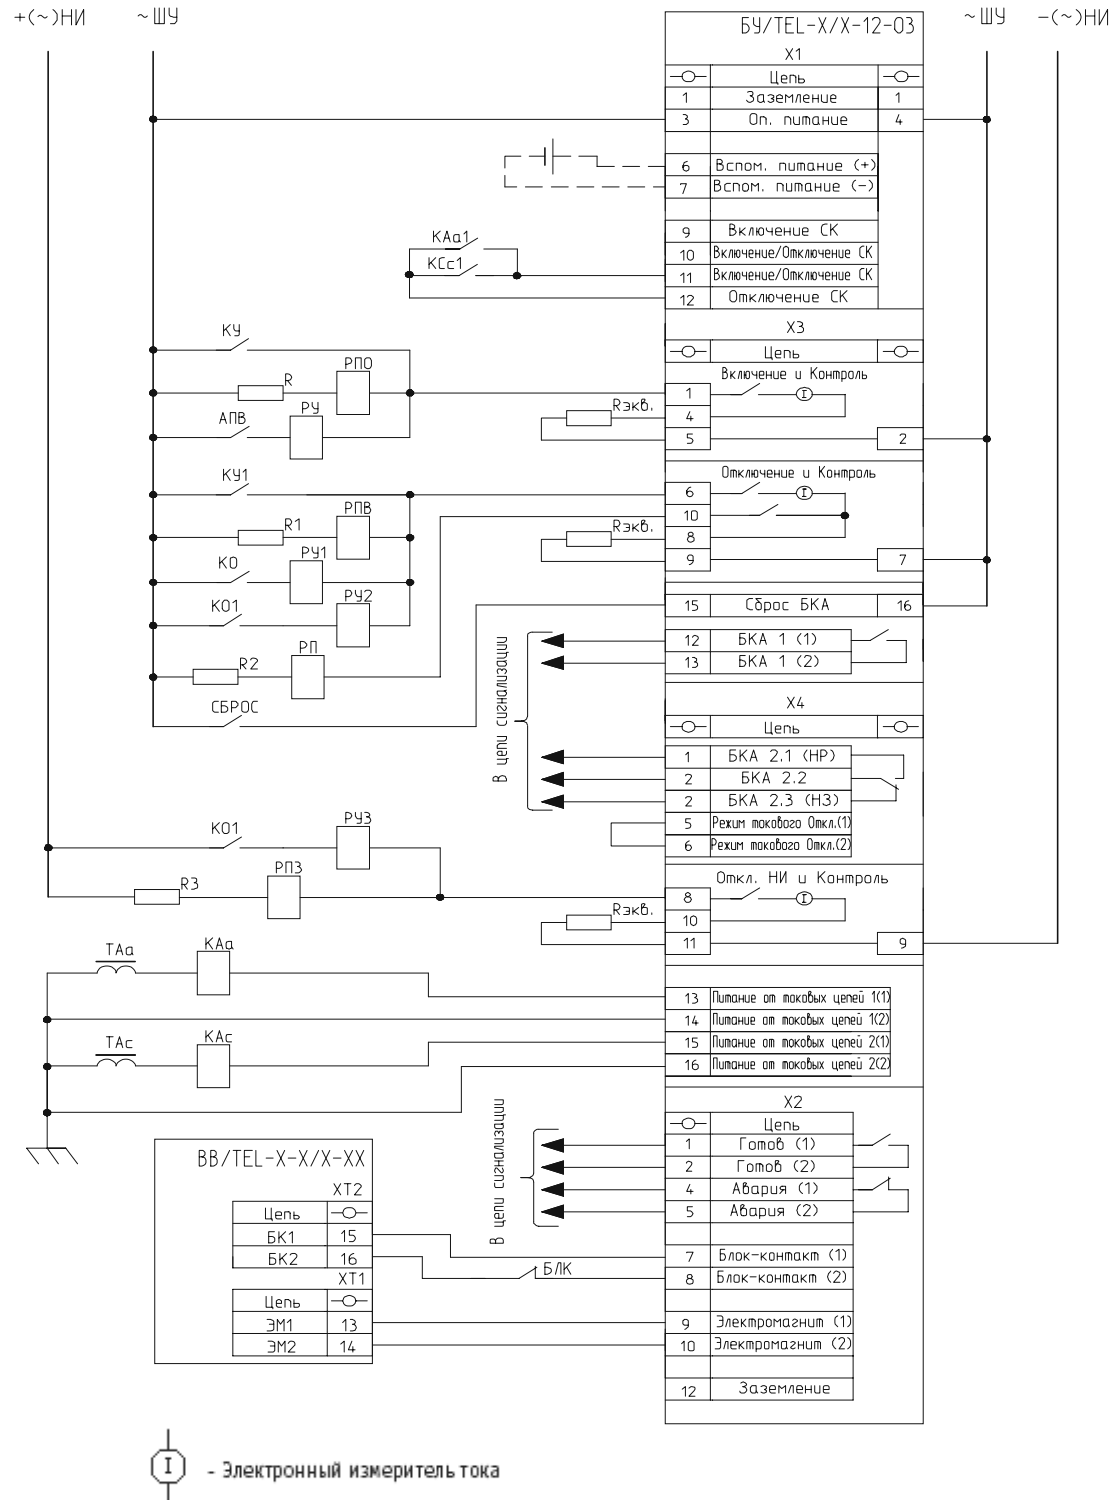 +(~)НИ
~ШУ
~ШУ
-(~)НИ
БУ/TEL-X/X-12-03
X1
Цепь
1 Заземление 1
3 Оп. питание 4
6 Вспом. питание (+)
7 Вспом. питание (-)
9 Включение СК
10 Включение/Отключение СК
11 Включение/Отключение СК
12 Отключение СК
КАа1
КСс1
X3
Цепь
Включение и Контроль
1 I
4
5 2
КУ
R РПО
АПВ РУ
Rэкв.
Отключение и Контроль
6 I
10
8
9 7
КУ1
R1 РПВ
КО РУ1
КО1 РУ2
R2 РП
СБРОС
Rэкв.
15 Сброс БКА 16
12 БКА 1 (1)
13 БКА 1 (2)
В цепи сигнализации
X4
Цепь
1 БКА 2.1 (НР)
2 БКА 2.2
2 БКА 2.3 (НЗ)
5 Режим токового Откл.(1)
6 Режим токового Откл.(2)
КО1 РУ3
R3 РПЗ
Откл. НИ и Контроль
8 I
10
11 9
Rэкв.
ТАа КАа
ТАс КАс
13 Питание от токовых цепей 1(1)
14 Питание от токовых цепей 1(2)
15 Питание от токовых цепей 2(1)
16 Питание от токовых цепей 2(2)
X2
Цепь
1 Готов (1)
2 Готов (2)
4 Авария (1)
5 Авария (2)
7 Блок-контакт (1)
8 Блок-контакт (2)
9 Электромагнит (1)
10 Электромагнит (2)
12 Заземление
В цепи сигнализации
ВВ/TEL-X-X/X-XX
XT2
Цепь
БК1 15
БК2 16
XT1
Цепь
ЭМ1 13
ЭМ2 14
БЛК
I - Электронный измеритель тока